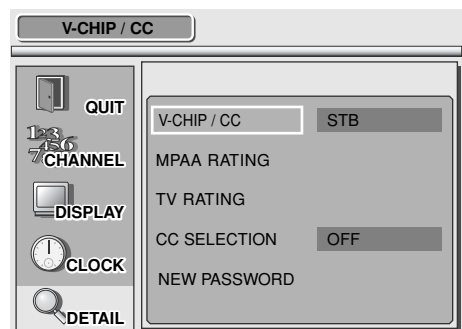 V-CHIP / CC
QUIT
123
456
7
CHANNEL
DISPLAY
CLOCK
DETAIL
V-CHIP / CC STB
MPAA RATING
TV RATING
CC SELECTION OFF
NEW PASSWORD